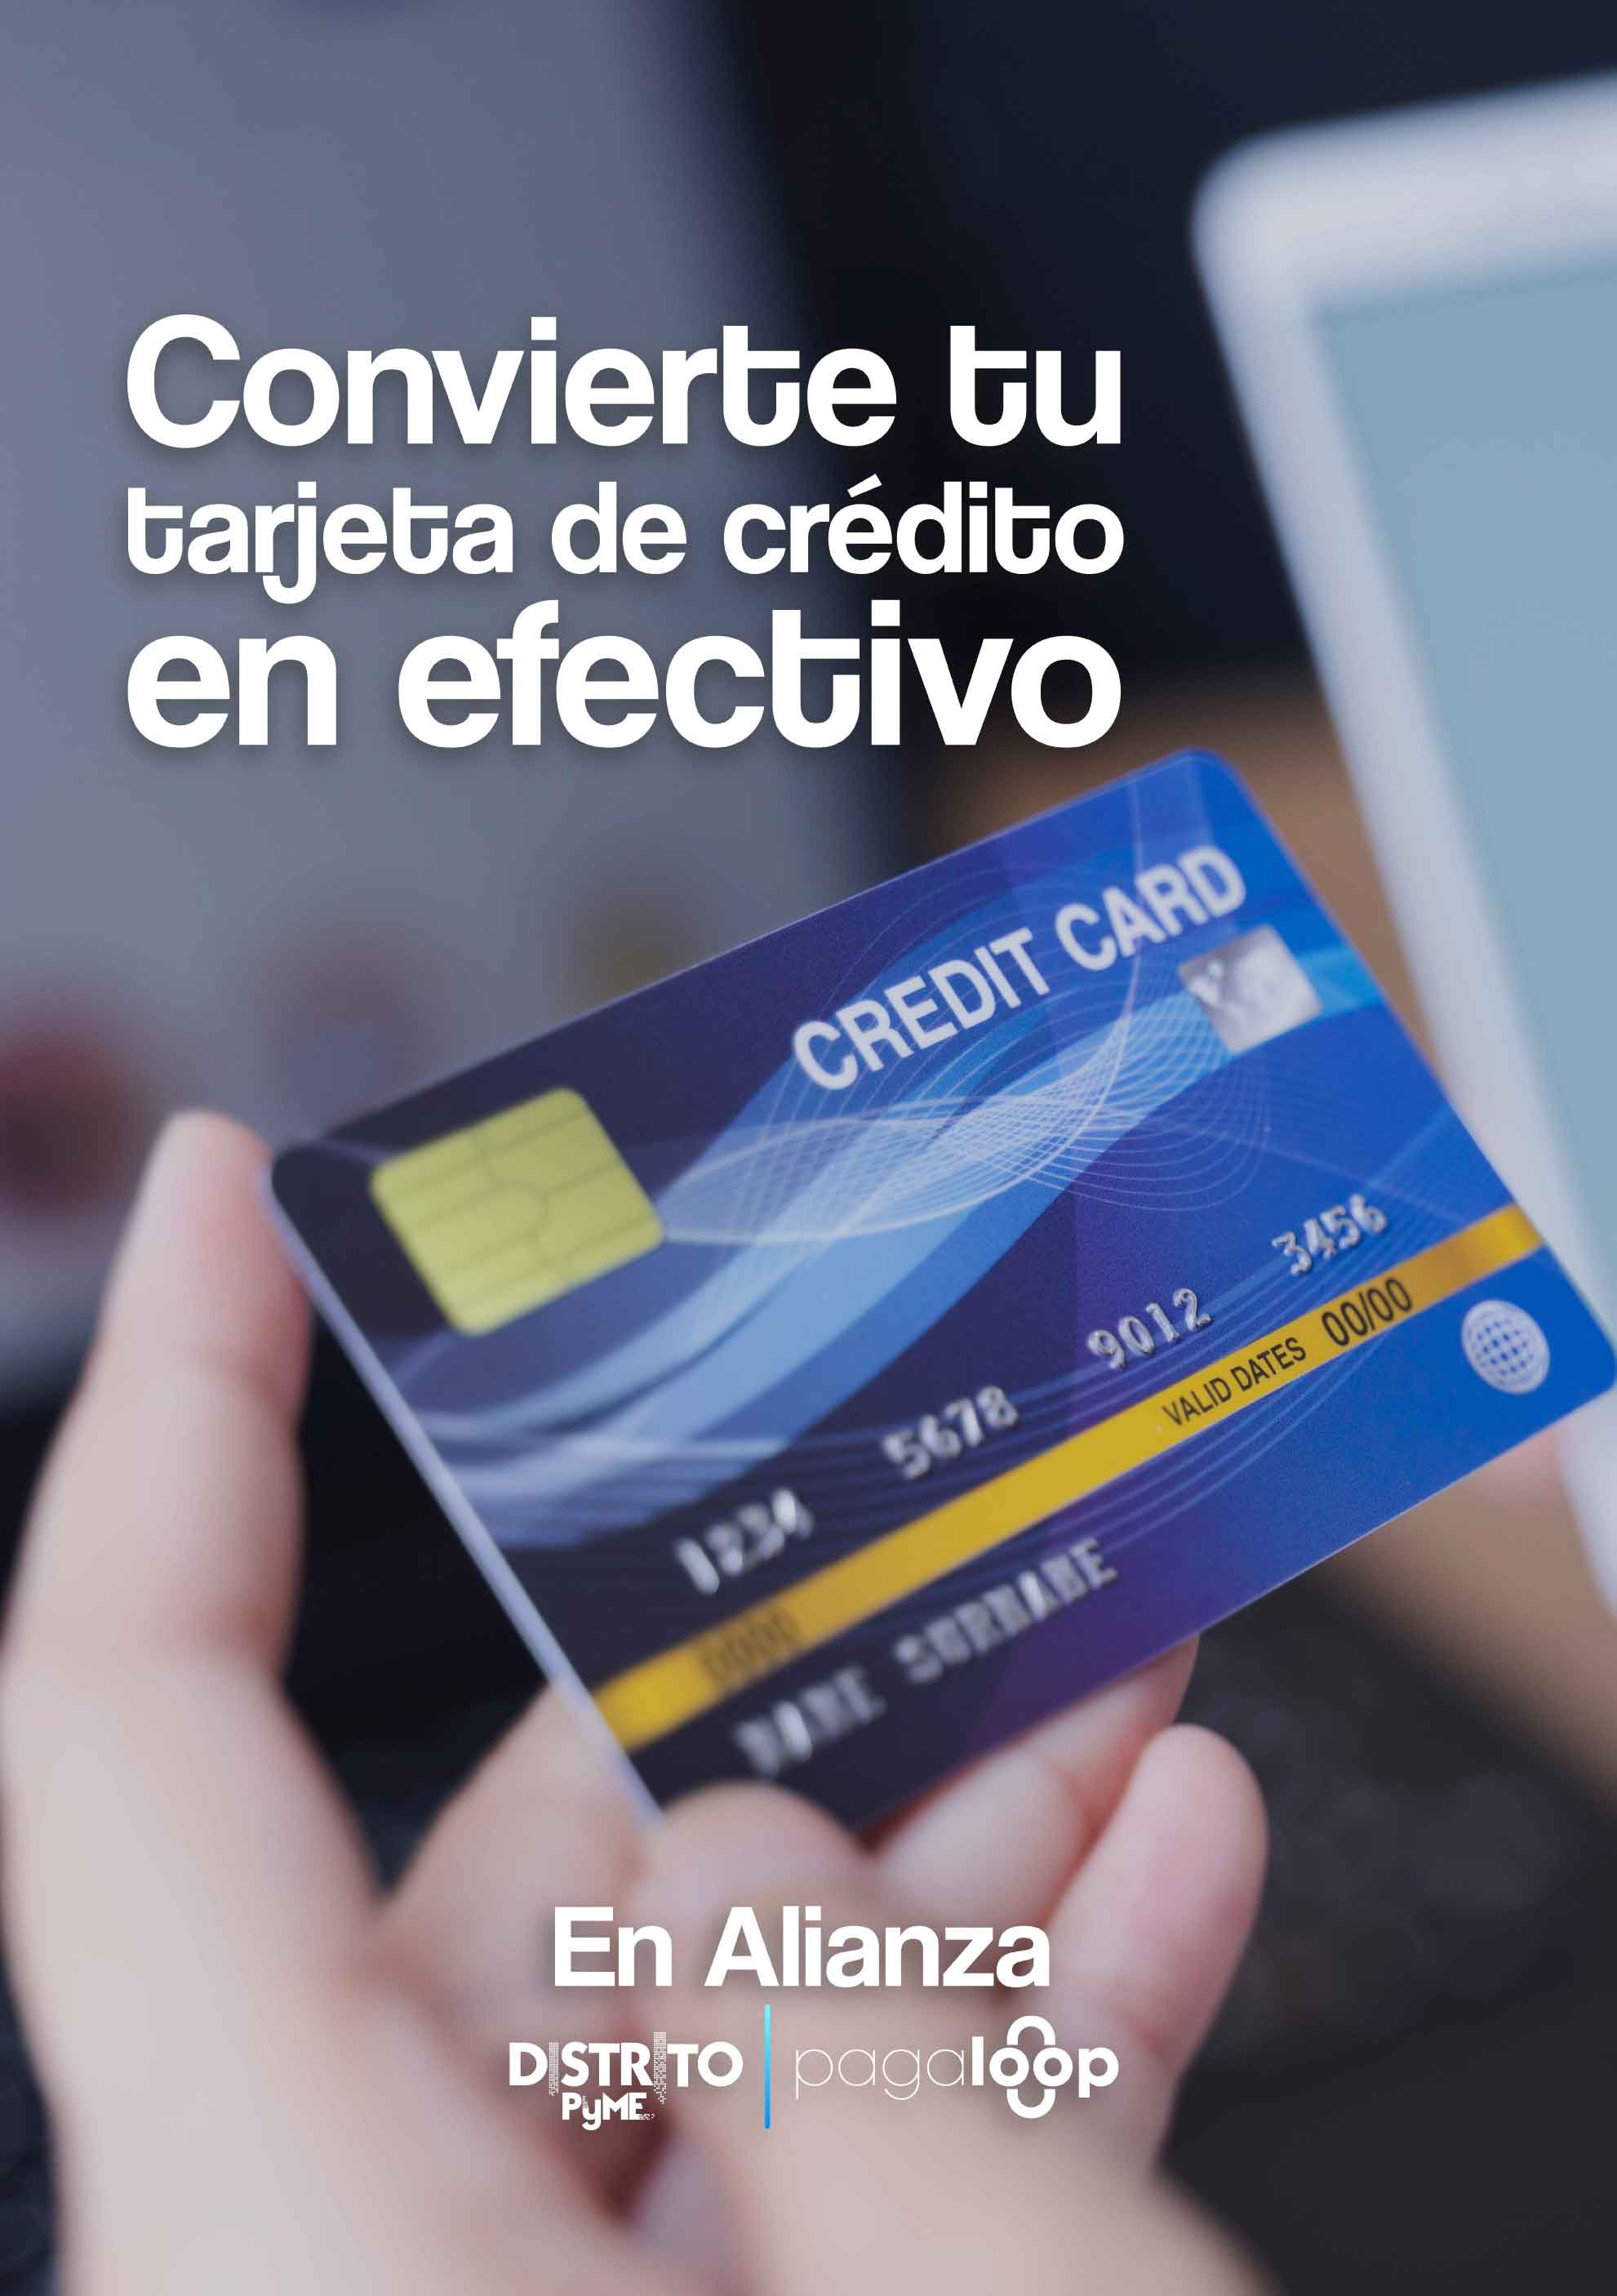 Convierte tu
tarjeta de crédito
en efectivo
CREDIT CARD
1234 5678 9012 3456
VALID DATES 00/00
0000
NAME SURNAME
En Alianza
DISTRITO
PyME
pagaloop